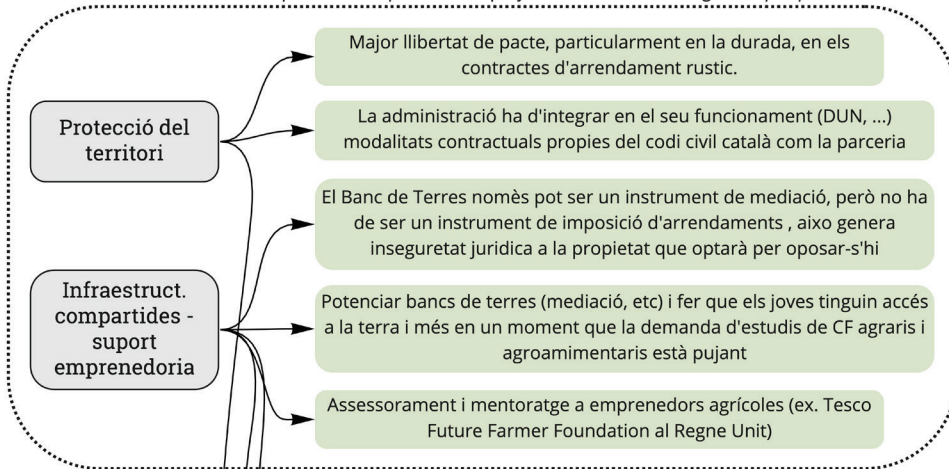 Major llibertat de pacte, particularment en la durada, en els
contractes d'arrendament rustic.
Protecció del
territori
La administració ha d'integrar en el seu funcionament (DUN, ...)
modalitats contractuals propies del codi civil català com la parceria
El Banc de Terres nomès pot ser un instrument de mediació, però no ha
de ser un instrument de imposició d'arrendaments , aixo genera
inseguretat juridica a la propietat que optarà per oposar-s'hi
Infraestruct.
compartides -
suport
emprenedoria
Potenciar bancs de terres (mediació, etc) i fer que els joves tinguin accés
a la terra i més en un moment que la demanda d'estudis de CF agraris i
agroamimentaris està pujant
Assessorament i mentoratge a emprenedors agrícoles (ex. Tesco
Future Farmer Foundation al Regne Unit)